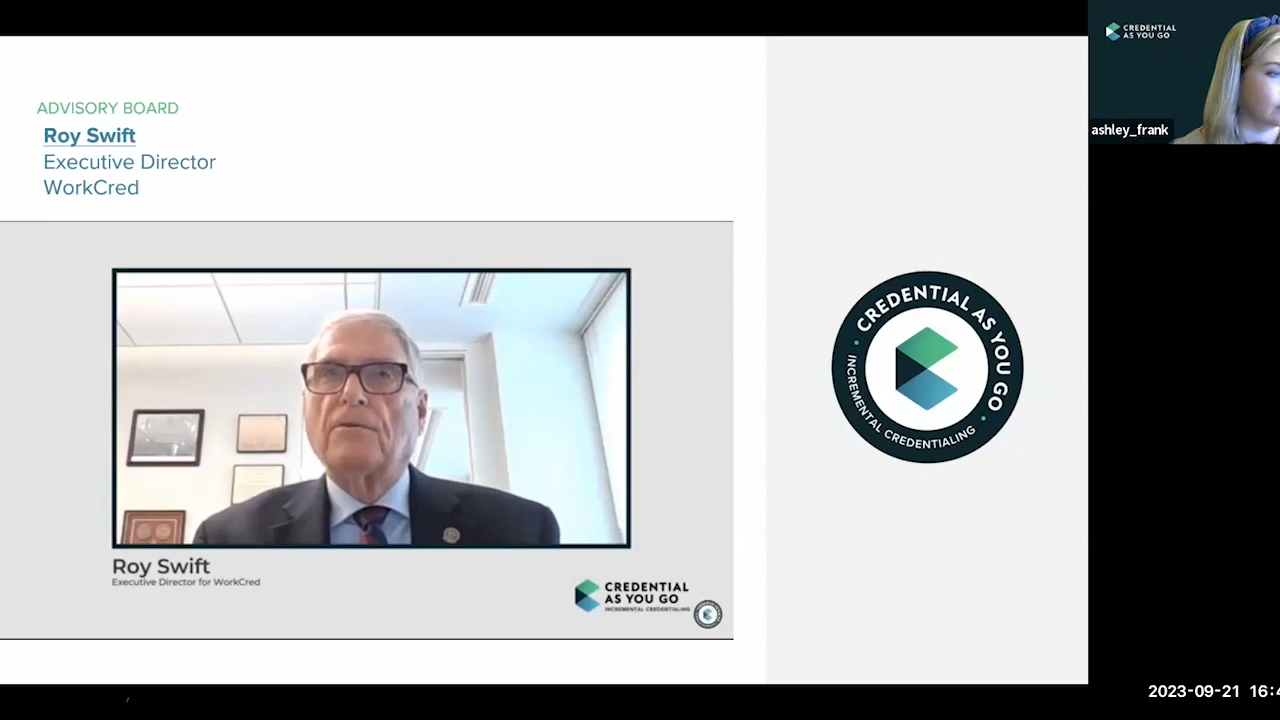 ADVISORY BOARD
Roy Swift
Executive Director
WorkCred
Roy Swift
Executive Director for WorkCred
CREDENTIAL
AS YOU GO
INCREMENTAL CREDENTIALING
CREDENTIAL AS YOU GO
INCREMENTAL CREDENTIALING
CREDENTIAL
AS YOU GO
ashley_frank
2023-09-21 16:4